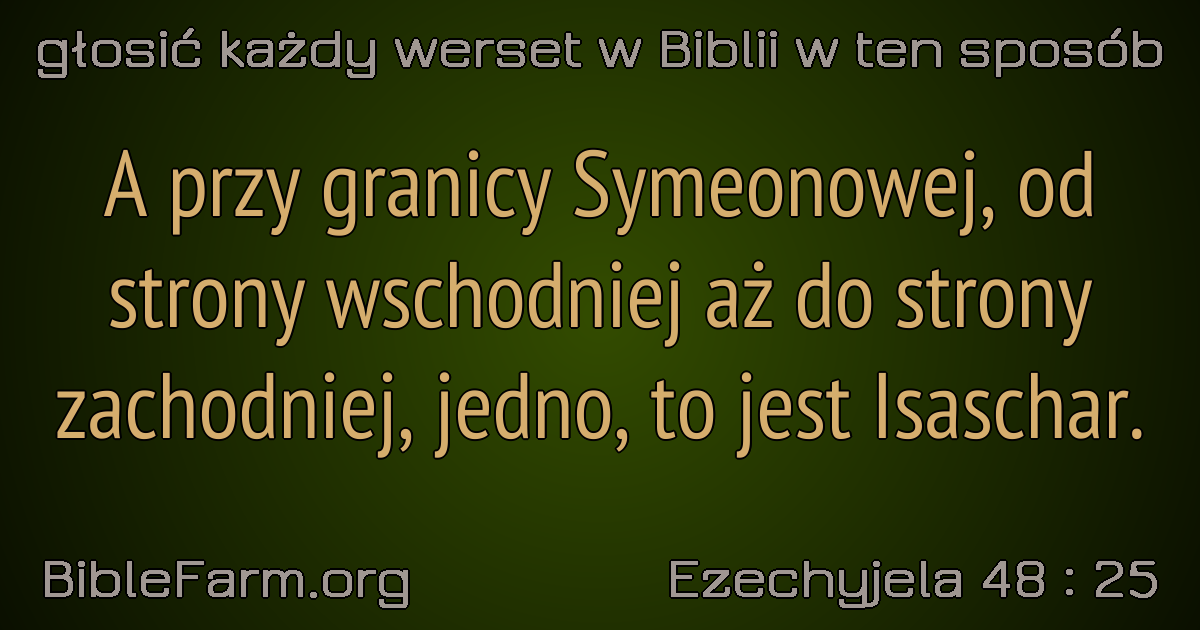 głosić każdy werset w Biblii w ten sposób
A przy granicy Symeonowej, od
strony wschodniej aż do strony
zachodniej, jedno, to jest Isaschar.
BibleFarm.org
Ezechyjela 48 : 25